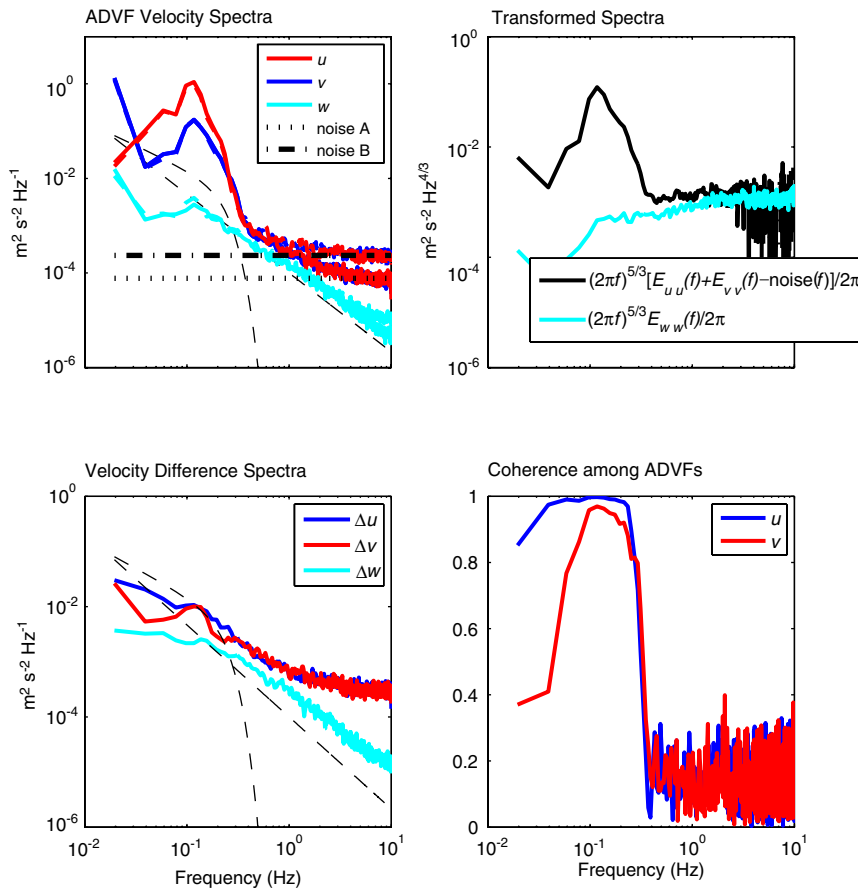 ADVF Velocity Spectra
10^0
10^-2
10^-4
10^-6
m^2 s^-2 Hz^-1
u
v
w
noise A
noise B
Transformed Spectra
10^0
10^-2
10^-4
10^-6
m^2 s^-2 Hz^4/3
(2πf)^5/3[E_uu(f)+E_vv(f)−noise(f)]/2π
(2πf)^5/3E_ww(f)/2π
Velocity Difference Spectra
10^0
10^-2
10^-4
10^-6
m^2 s^-2 Hz^-1
Δu
Δv
Δw
10^-2
10^-1
10^0
10^1
Frequency (Hz)
Coherence among ADVFs
1
0.8
0.6
0.4
0.2
0
u
v
10^-2
10^-1
10^0
10^1
Frequency (Hz)